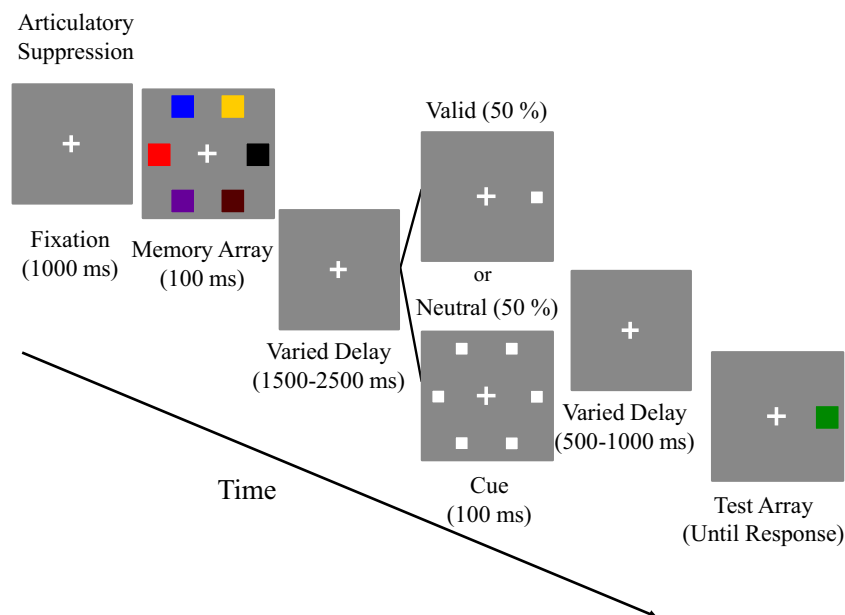 Articulatory
Suppression
Fixation
(1000 ms)
Memory Array
(100 ms)
Varied Delay
(1500-2500 ms)
Valid (50 %)
or
Neutral (50 %)
Cue
(100 ms)
Varied Delay
(500-1000 ms)
Test Array
(Until Response)
Time